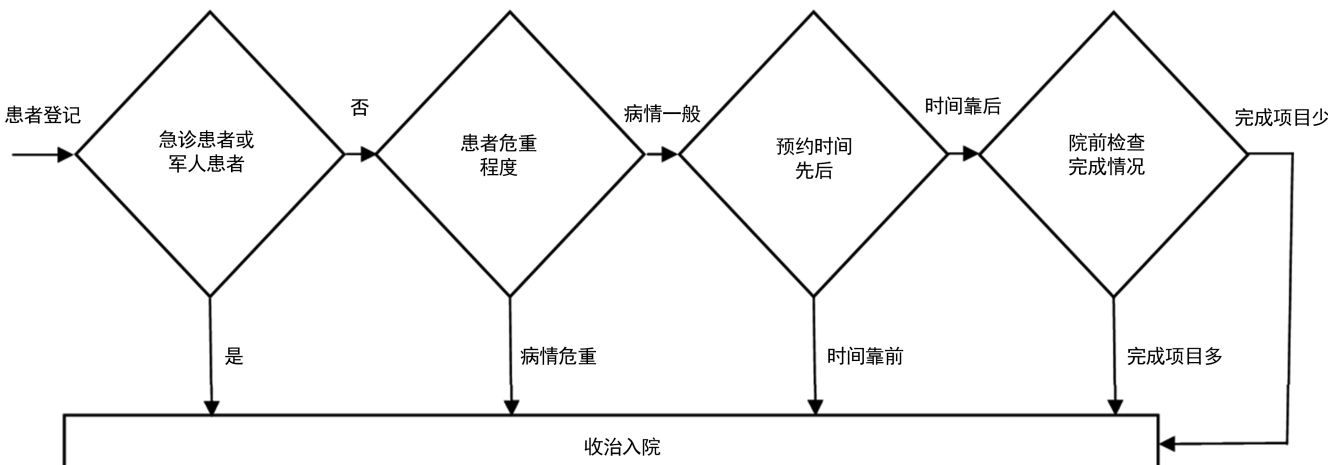 患者登记
急诊患者或
军人患者
否
患者危重
程度
病情一般
预约时间
先后
时间靠后
院前检查
完成情况
完成项目少
是
病情危重
时间靠前
完成项目多
收治入院